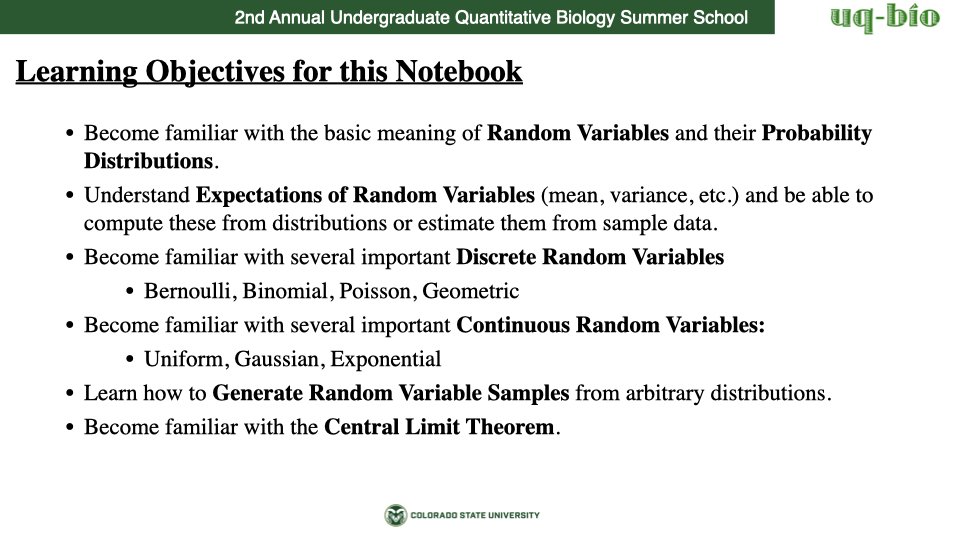 2nd Annual Undergraduate Quantitative Biology Summer School
uq-bio
Learning Objectives for this Notebook
• Become familiar with the basic meaning of Random Variables and their Probability
Distributions.
• Understand Expectations of Random Variables (mean, variance, etc.) and be able to
compute these from distributions or estimate them from sample data.
• Become familiar with several important Discrete Random Variables
• Bernoulli, Binomial, Poisson, Geometric
• Become familiar with several important Continuous Random Variables:
• Uniform, Gaussian, Exponential
• Learn how to Generate Random Variable Samples from arbitrary distributions.
• Become familiar with the Central Limit Theorem.
COLORADO STATE UNIVERSITY